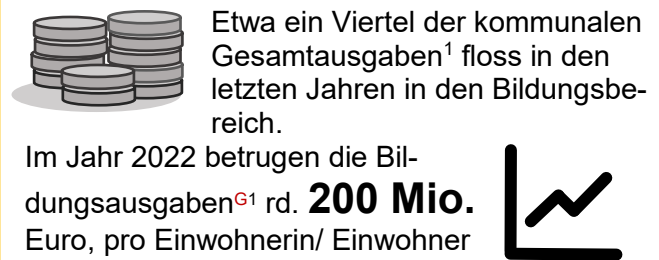 Etwa ein Viertel der kommunalen
Gesamtausgaben¹ floss in den
letzten Jahren in den Bildungsbe-
reich.
Im Jahr 2022 betrugen die Bil-
dungsausgabenᴳ¹ rd. 200 Mio.
Euro, pro Einwohnerin/ Einwohner